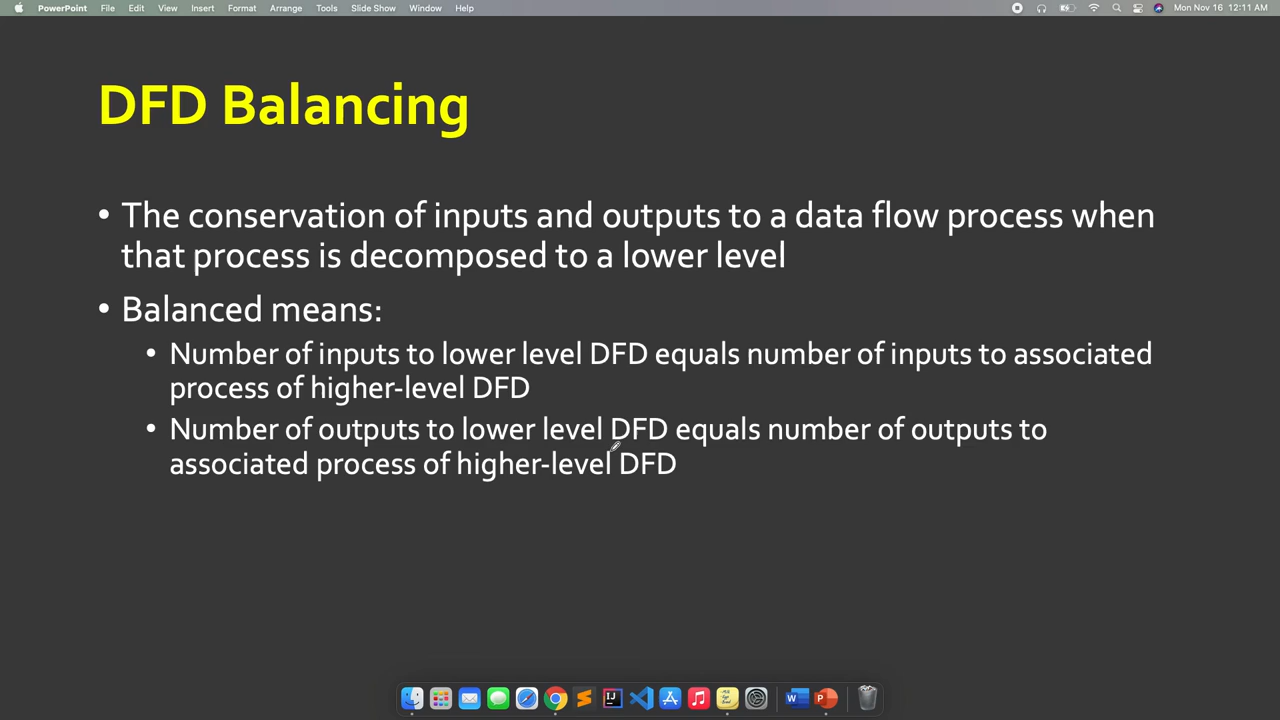 PowerPoint File Edit View Insert Format Arrange Tools Slide Show Window Help Mon Nov 16 12:11 AM
DFD Balancing
• The conservation of inputs and outputs to a data flow process when
that process is decomposed to a lower level
• Balanced means:
• Number of inputs to lower level DFD equals number of inputs to associated
process of higher-level DFD
• Number of outputs to lower level DFD equals number of outputs to
associated process of higher-level DFD